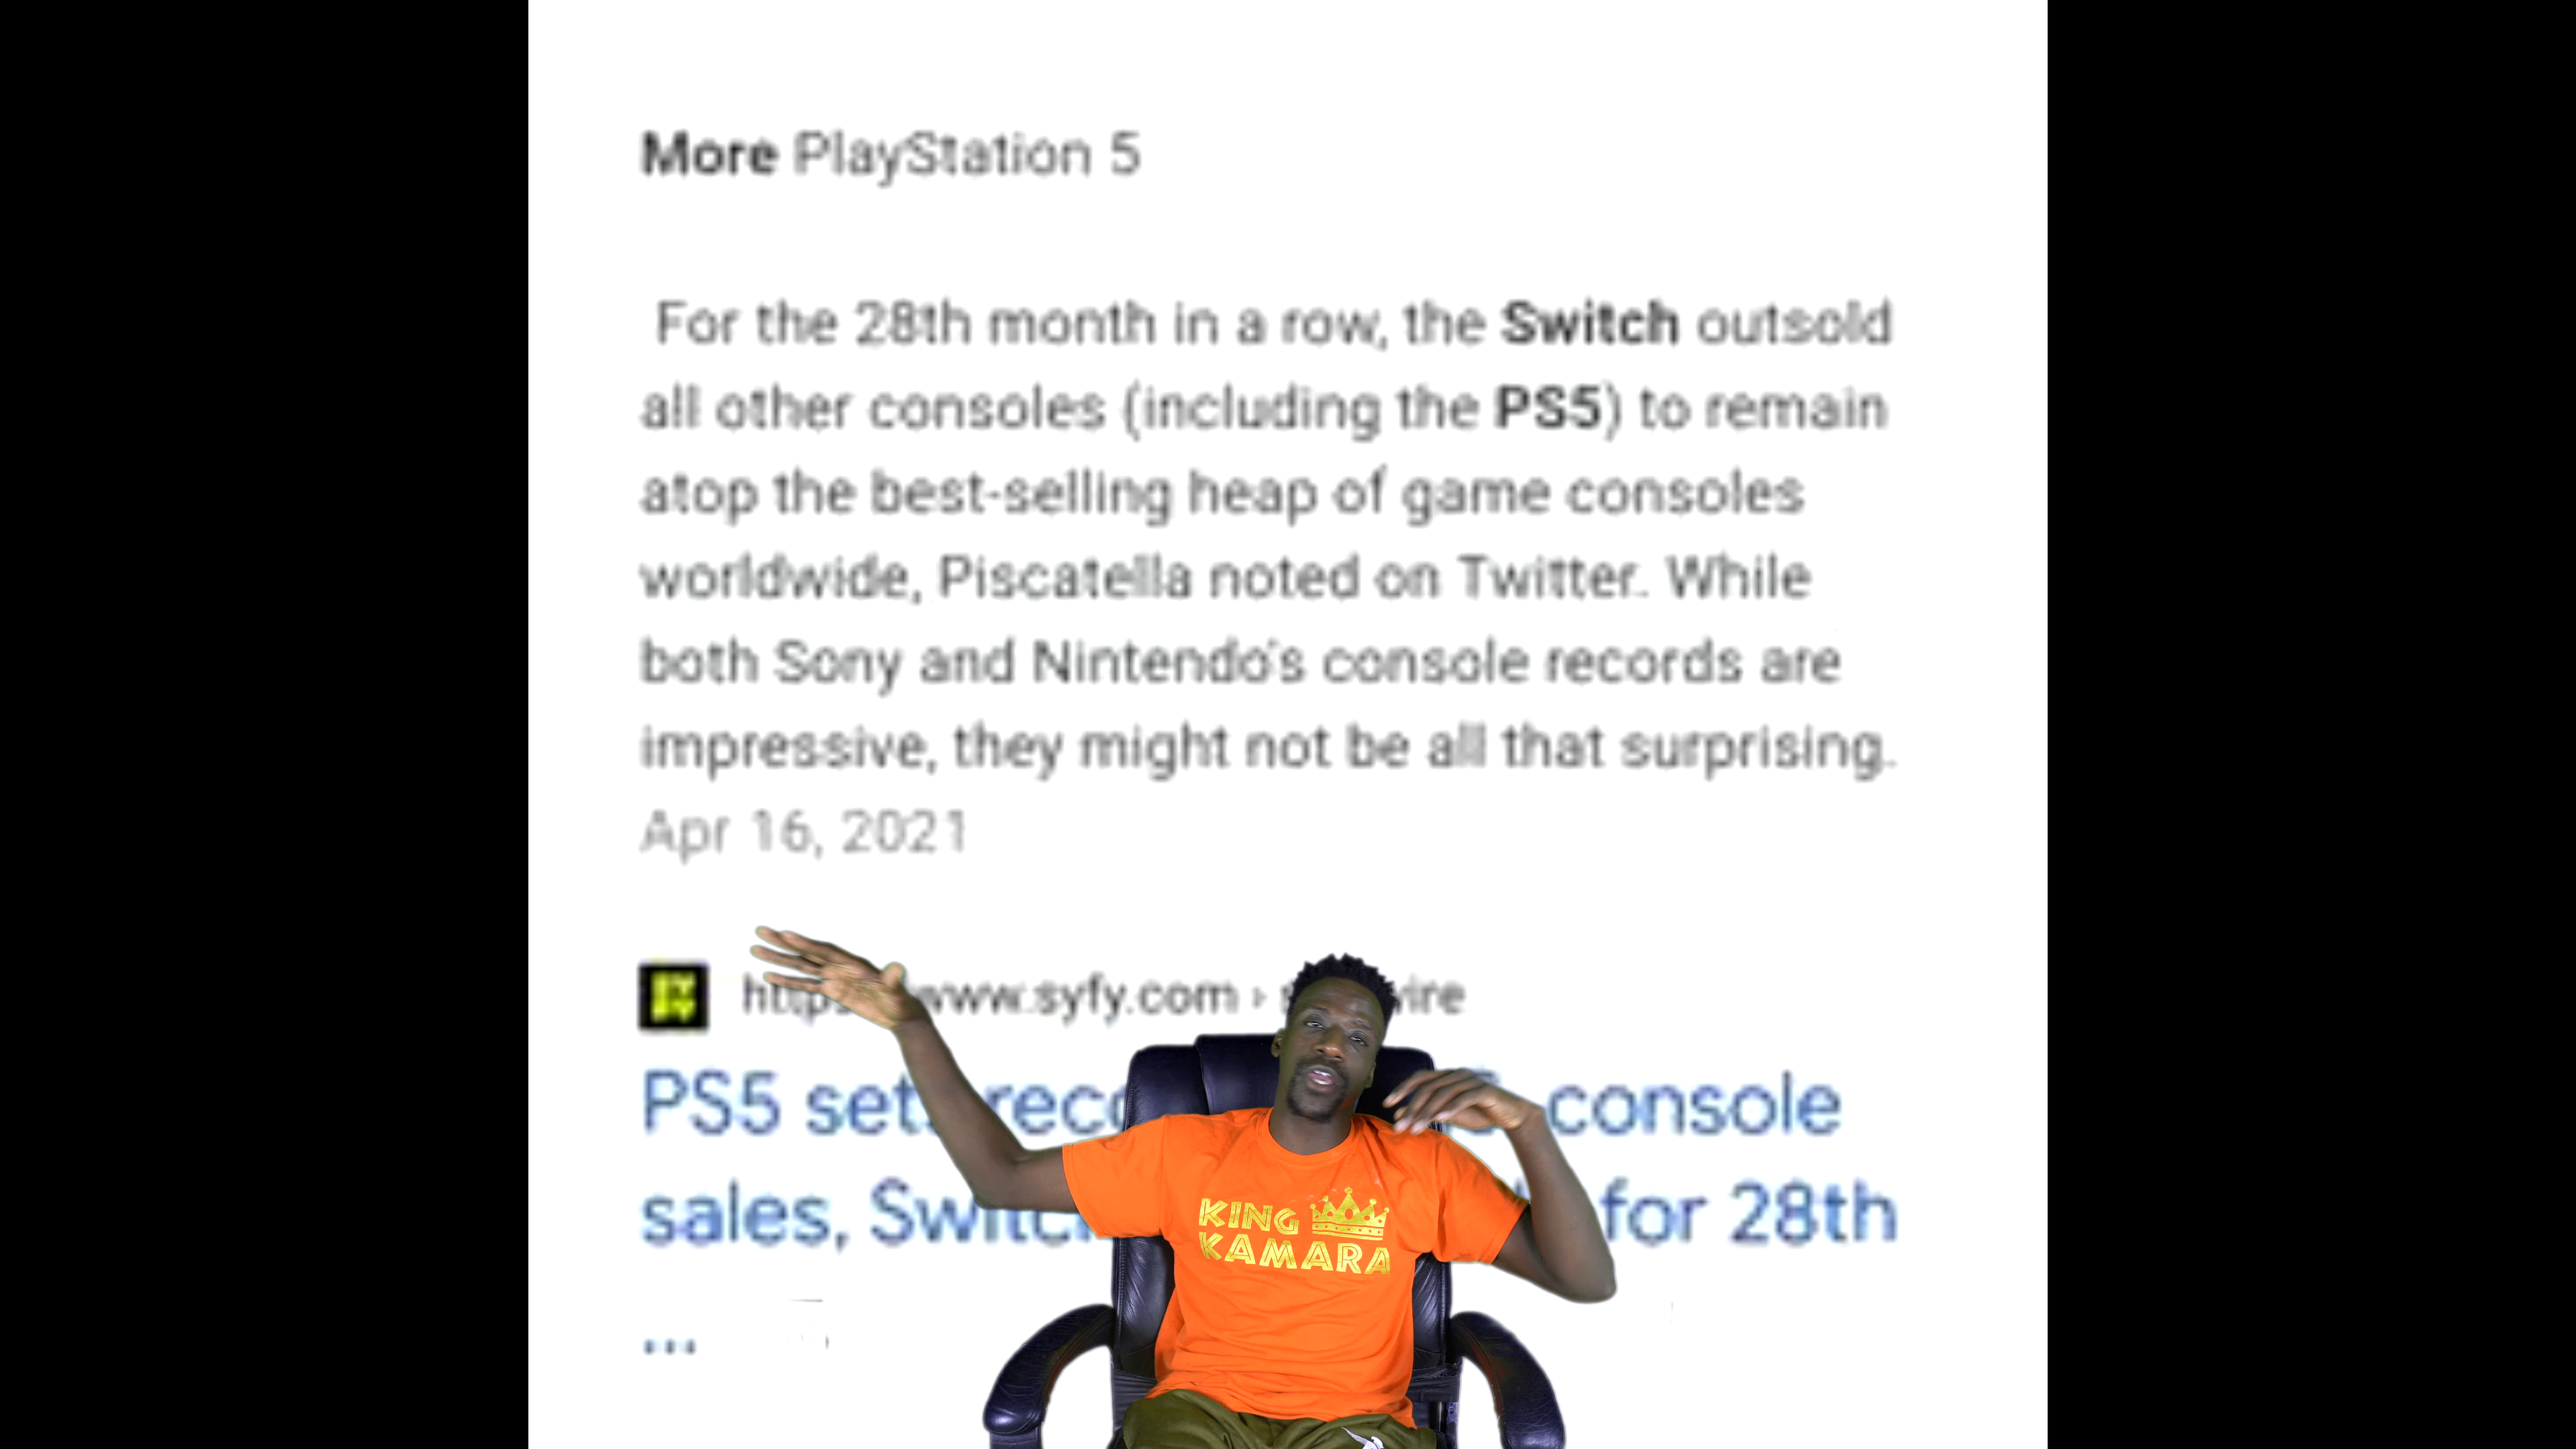 More PlayStation 5
For the 28th month in a row, the Switch outsold
all other consoles (including the PS5) to remain
atop the best-selling heap of game consoles
worldwide, Piscatella noted on Twitter. While
both Sony and Nintendo's console records are
impressive, they might not be all that surprising.
Apr 16, 2021
www.syfy.com ›
PS5 console
sales, for 28th
...
KING
KAMARA